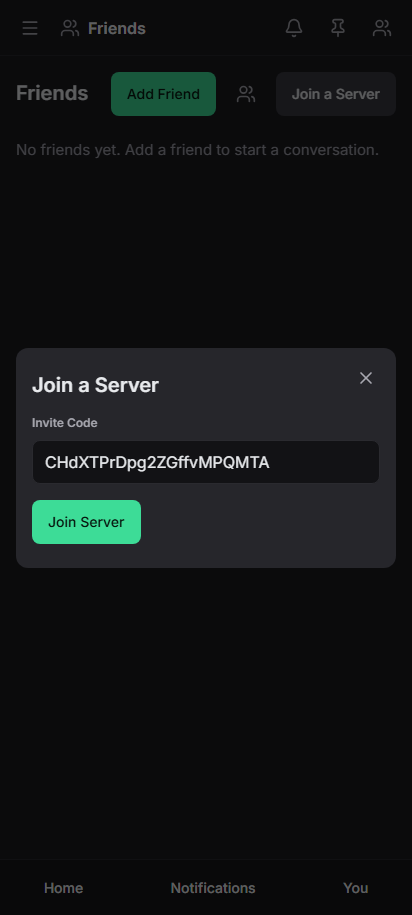 Friends
Friends
Add Friend
Join a Server
No friends yet. Add a friend to start a conversation.
Join a Server
Invite Code
CHdXTPrDpg2ZGffvMPQMTA
Join Server
Home
Notifications
You